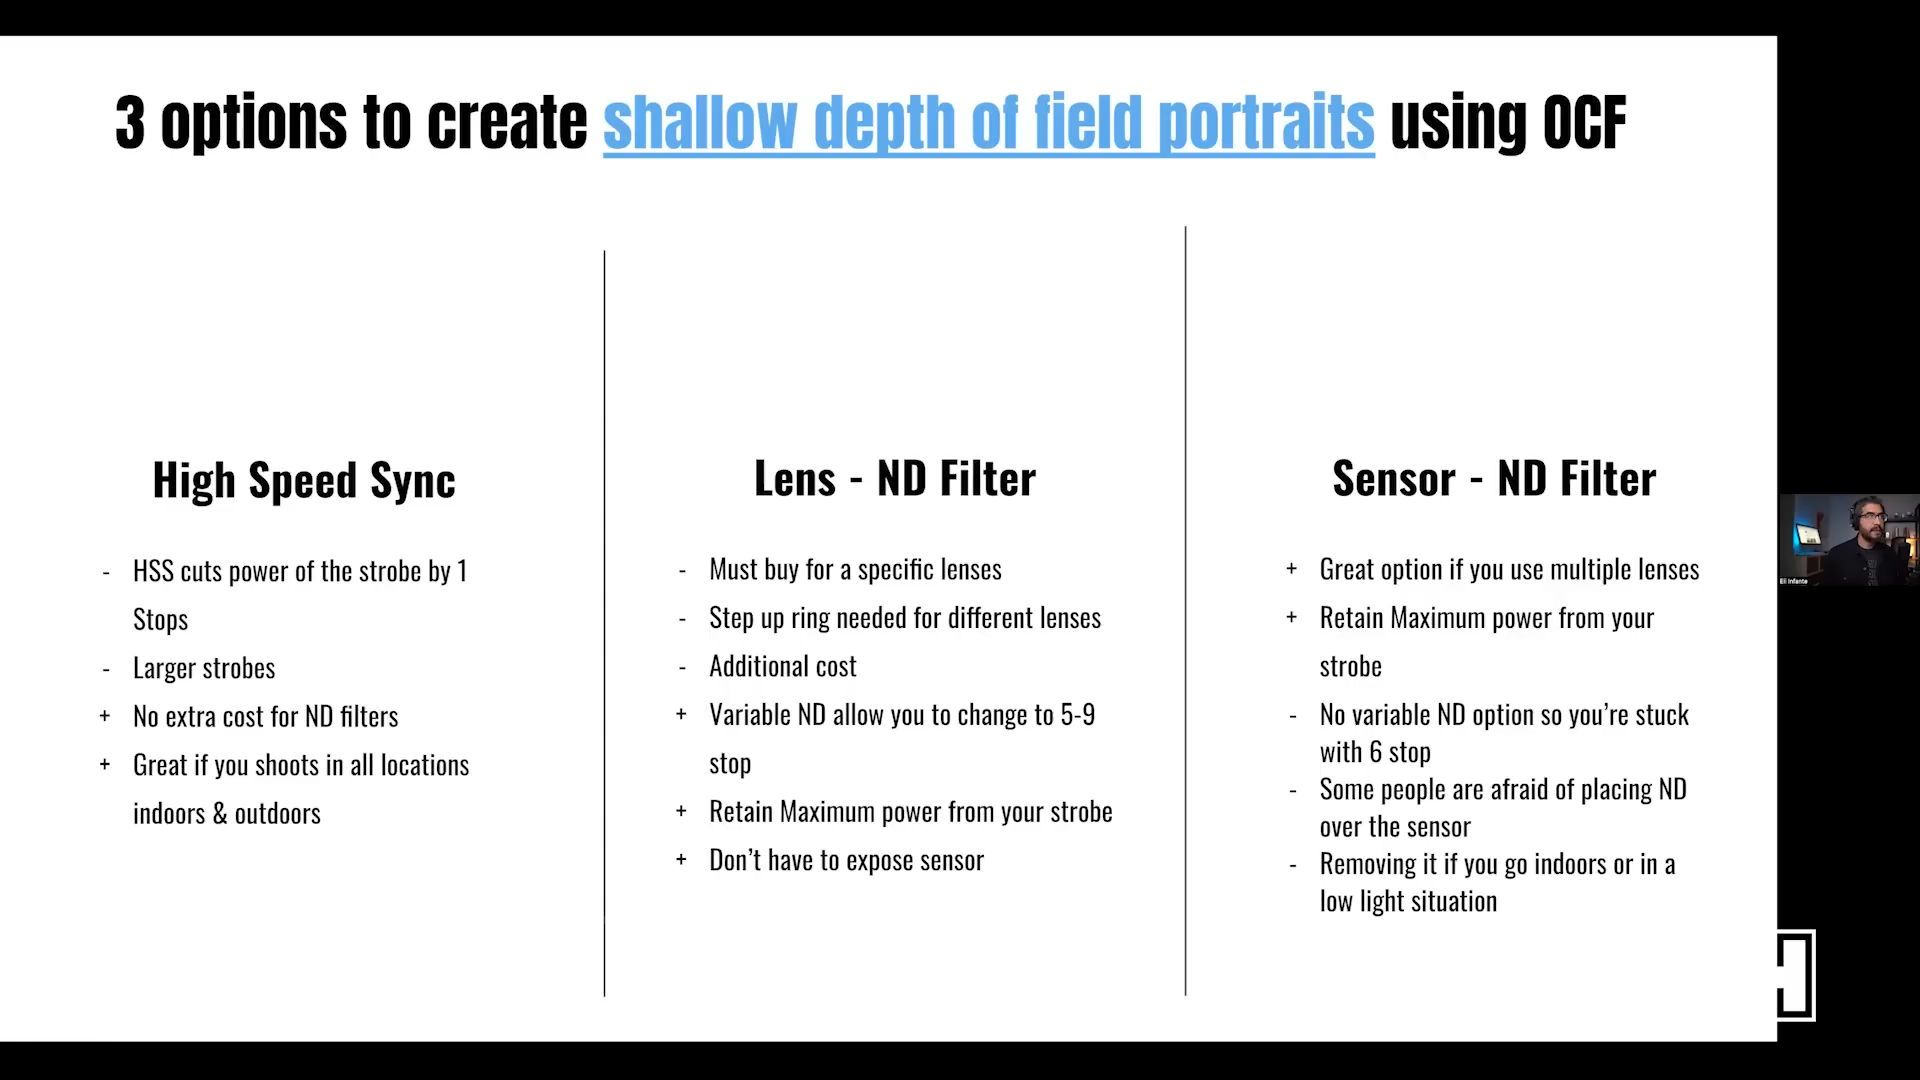 3 options to create shallow depth of field portraits using OCF
High Speed Sync
- HSS cuts power of the strobe by 1
Stops
- Larger strobes
+ No extra cost for ND filters
+ Great if you shoots in all locations
indoors & outdoors
Lens - ND Filter
- Must buy for a specific lenses
- Step up ring needed for different lenses
- Additional cost
+ Variable ND allow you to change to 5-9
stop
+ Retain Maximum power from your strobe
+ Don't have to expose sensor
Sensor - ND Filter
+ Great option if you use multiple lenses
+ Retain Maximum power from your
strobe
- No variable ND option so you're stuck
with 6 stop
- Some people are afraid of placing ND
over the sensor
- Removing it if you go indoors or in a
low light situation
Eli Infante